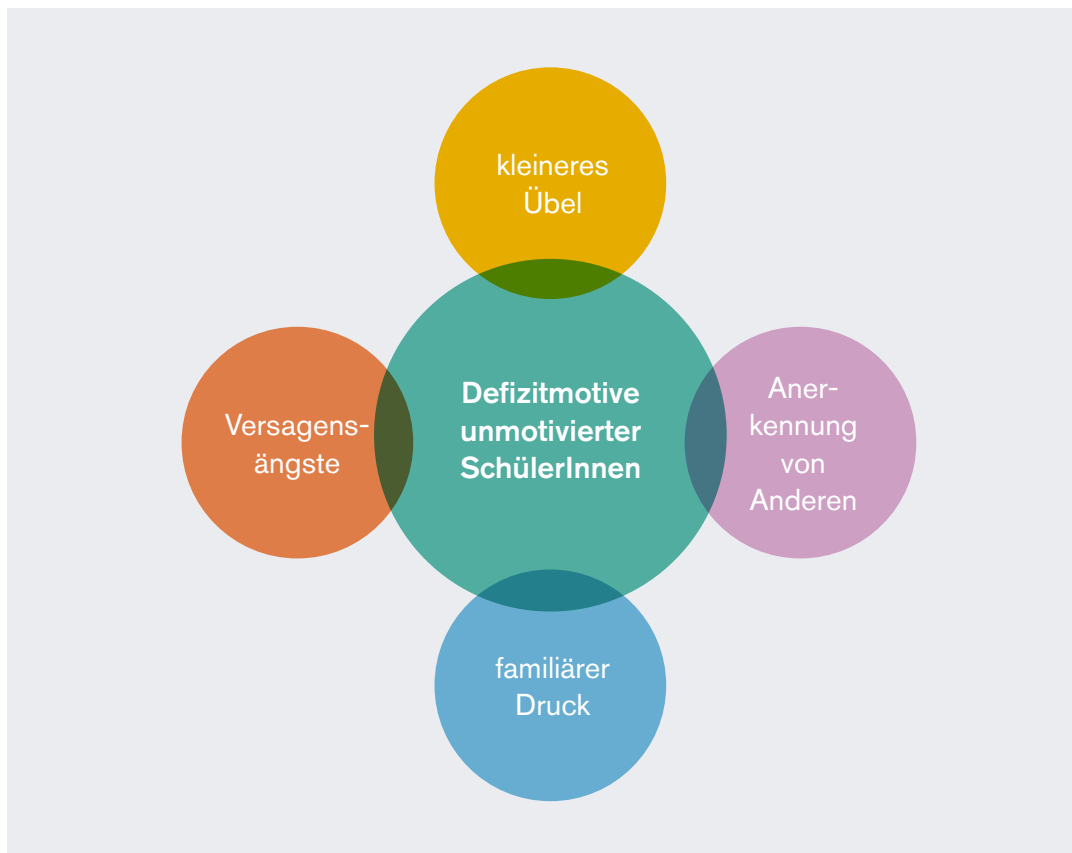 kleineres
Übel
Versagens-
ängste
Defizitmotive
unmotivierter
SchülerInnen
Aner-
kennung
von
Anderen
familiärer
Druck